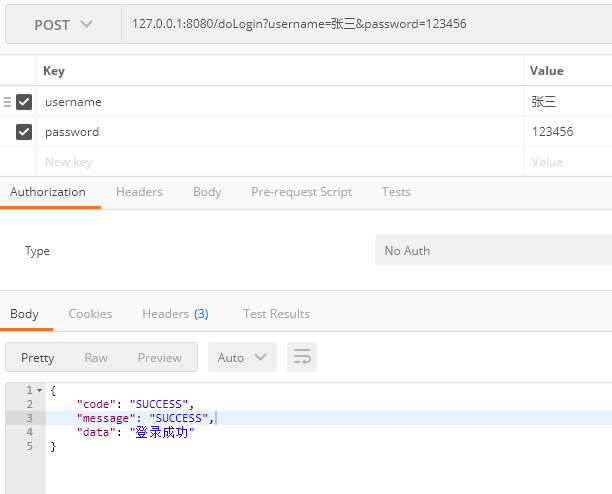 POST 127.0.0.1:8080/doLogin?username=张三&password=123456
Key Value
username 张三
password 123456
New key Value
Authorization Headers Body Pre-request Script Tests
Type No Auth
Body Cookies Headers (3) Test Results
Pretty Raw Preview Auto
1 {
2 "code": "SUCCESS",
3 "message": "SUCCESS",
4 "data": "登录成功"
5 }